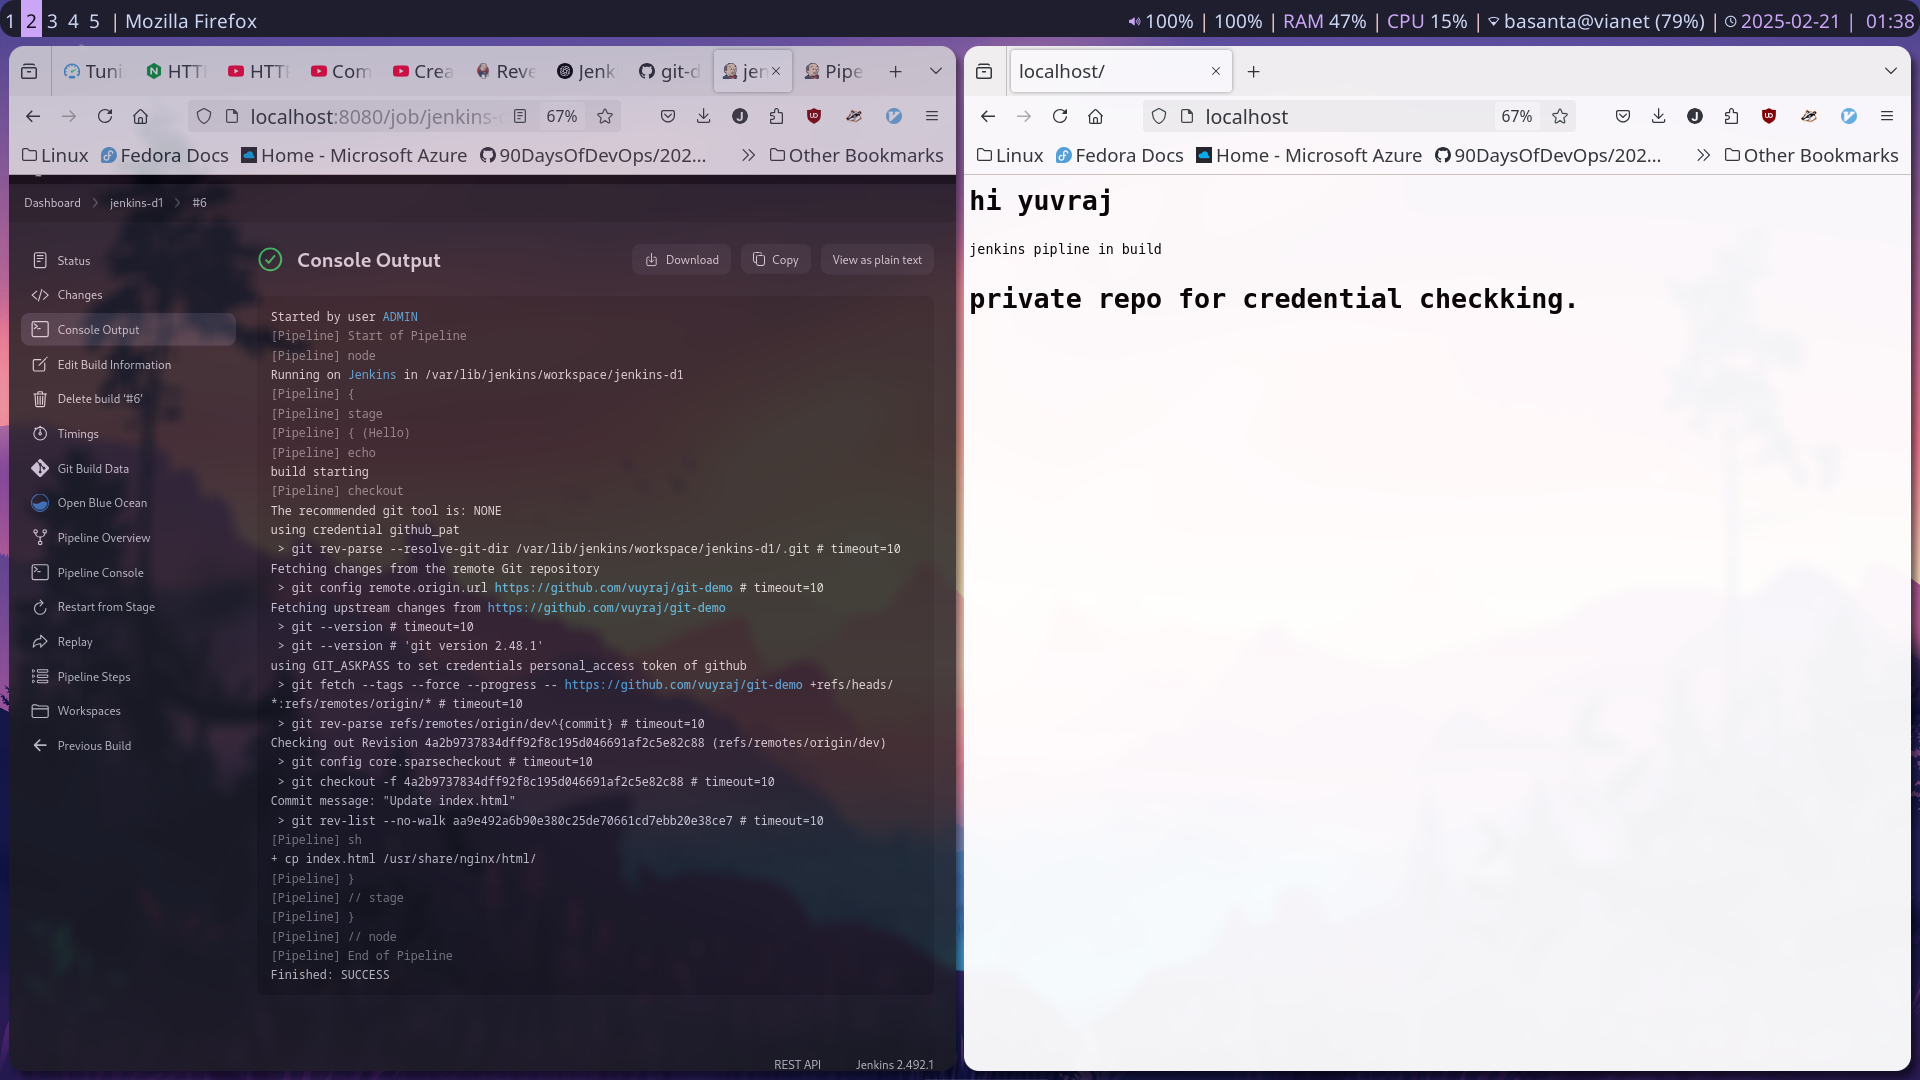 1 2 3 4 5 | Mozilla Firefox
100% | 100% | RAM 47% | CPU 15% | basanta@vianet (79%) | 2025-02-21 | 01:38
Tuni HTT HTTP Com Crea Reve Jenk git-d jen Pipe
localhost:8080/job/jenkins- 67%
Linux Fedora Docs Home - Microsoft Azure 90DaysOfDevOps/202... Other Bookmarks
Dashboard jenkins-d1 #6
Status
Changes
Console Output
Edit Build Information
Delete build '#6'
Timings
Git Build Data
Open Blue Ocean
Pipeline Overview
Pipeline Console
Restart from Stage
Replay
Pipeline Steps
Workspaces
Previous Build
Console Output
Download Copy View as plain text
Started by user ADMIN
[Pipeline] Start of Pipeline
[Pipeline] node
Running on Jenkins in /var/lib/jenkins/workspace/jenkins-d1
[Pipeline] {
[Pipeline] stage
[Pipeline] { (Hello)
[Pipeline] echo
build starting
[Pipeline] checkout
The recommended git tool is: NONE
using credential github_pat
> git rev-parse --resolve-git-dir /var/lib/jenkins/workspace/jenkins-d1/.git # timeout=10
Fetching changes from the remote Git repository
> git config remote.origin.url https://github.com/vuyraj/git-demo # timeout=10
Fetching upstream changes from https://github.com/vuyraj/git-demo
> git --version # timeout=10
> git --version # 'git version 2.48.1'
using GIT_ASKPASS to set credentials personal_access token of github
> git fetch --tags --force --progress -- https://github.com/vuyraj/git-demo +refs/heads/
*:refs/remotes/origin/* # timeout=10
> git rev-parse refs/remotes/origin/dev^{commit} # timeout=10
Checking out Revision 4a2b9737834dff92f8c195d046691af2c5e82c88 (refs/remotes/origin/dev)
> git config core.sparsecheckout # timeout=10
> git checkout -f 4a2b9737834dff92f8c195d046691af2c5e82c88 # timeout=10
Commit message: "Update index.html"
> git rev-list --no-walk aa9e492a6b90e380c25de70661cd7ebb20e38ce7 # timeout=10
[Pipeline] sh
+ cp index.html /usr/share/nginx/html/
[Pipeline] }
[Pipeline] // stage
[Pipeline] }
[Pipeline] // node
[Pipeline] End of Pipeline
Finished: SUCCESS
REST API Jenkins 2.492.1
localhost/
localhost 67%
Linux Fedora Docs Home - Microsoft Azure 90DaysOfDevOps/202... Other Bookmarks
hi yuvraj
jenkins pipline in build
private repo for credential checkking.